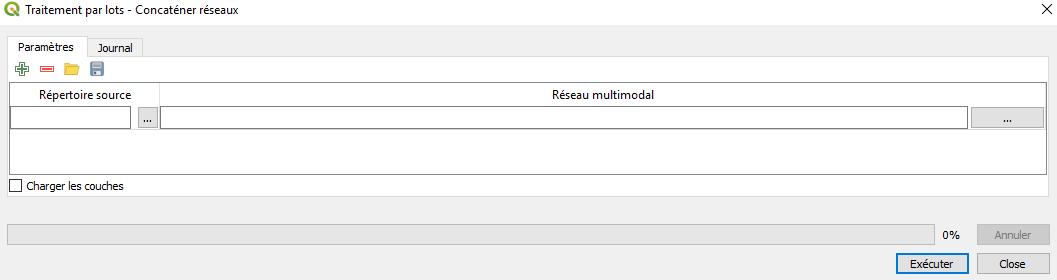 Traitement par lots - Concaténer réseaux
Paramètres Journal
Répertoire source Réseau multimodal
... ...
Charger les couches
0% Annuler
Exécuter Close